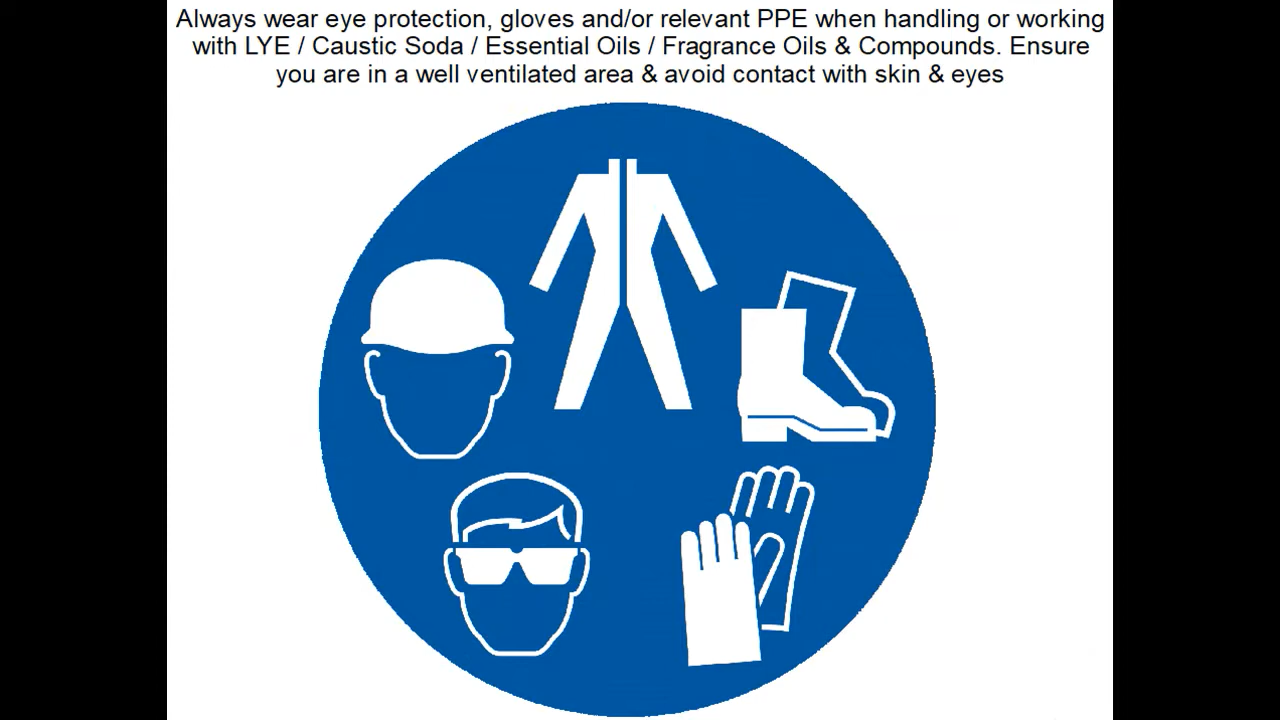 Always wear eye protection, gloves and/or relevant PPE when handling or working
with LYE / Caustic Soda / Essential Oils / Fragrance Oils & Compounds. Ensure
you are in a well ventilated area & avoid contact with skin & eyes